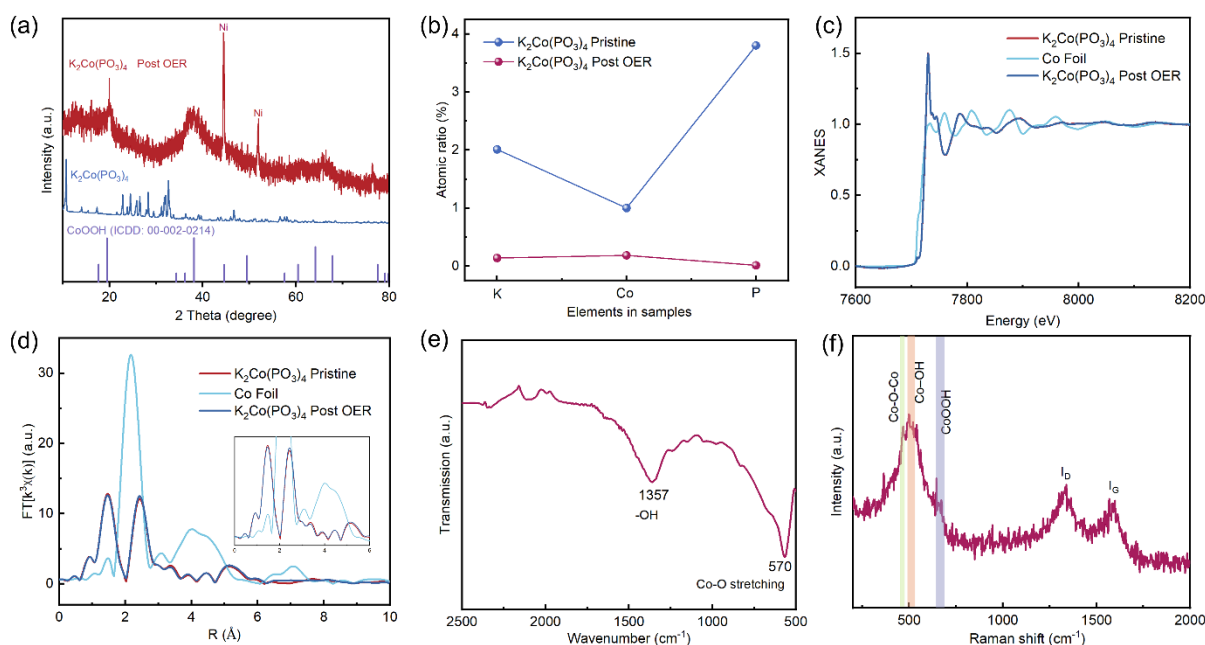 (a)
Ni
K₂Co(PO₃)₄ Post OER
Ni
K₂Co(PO₃)₄
CoOOH (ICDD: 00-002-0214)
Intensity (a.u.)
20
40
60
80
2 Theta (degree)
(b)
K₂Co(PO₃)₄ Pristine
K₂Co(PO₃)₄ Post OER
Atomic ratio (%)
4
3
2
1
0
K
Co
P
Elements in samples
(c)
K₂Co(PO₃)₄ Pristine
Co Foil
K₂Co(PO₃)₄ Post OER
XANES
1.5
1.0
0.5
0.0
7600
7800
8000
8200
Energy (eV)
(d)
K₂Co(PO₃)₄ Pristine
Co Foil
K₂Co(PO₃)₄ Post OER
FT[k³χ(k)] (a.u.)
30
20
10
0
0
2
4
6
0
2
4
6
8
10
R (Å)
(e)
Transmission (a.u.)
1357
-OH
570
Co-O stretching
2500
2000
1500
1000
500
Wavenumber (cm⁻¹)
(f)
Co-O-Co
Co-OH
CoOOH
I_D
I_G
Intensity (a.u.)
500
1000
1500
2000
Raman shift (cm⁻¹)